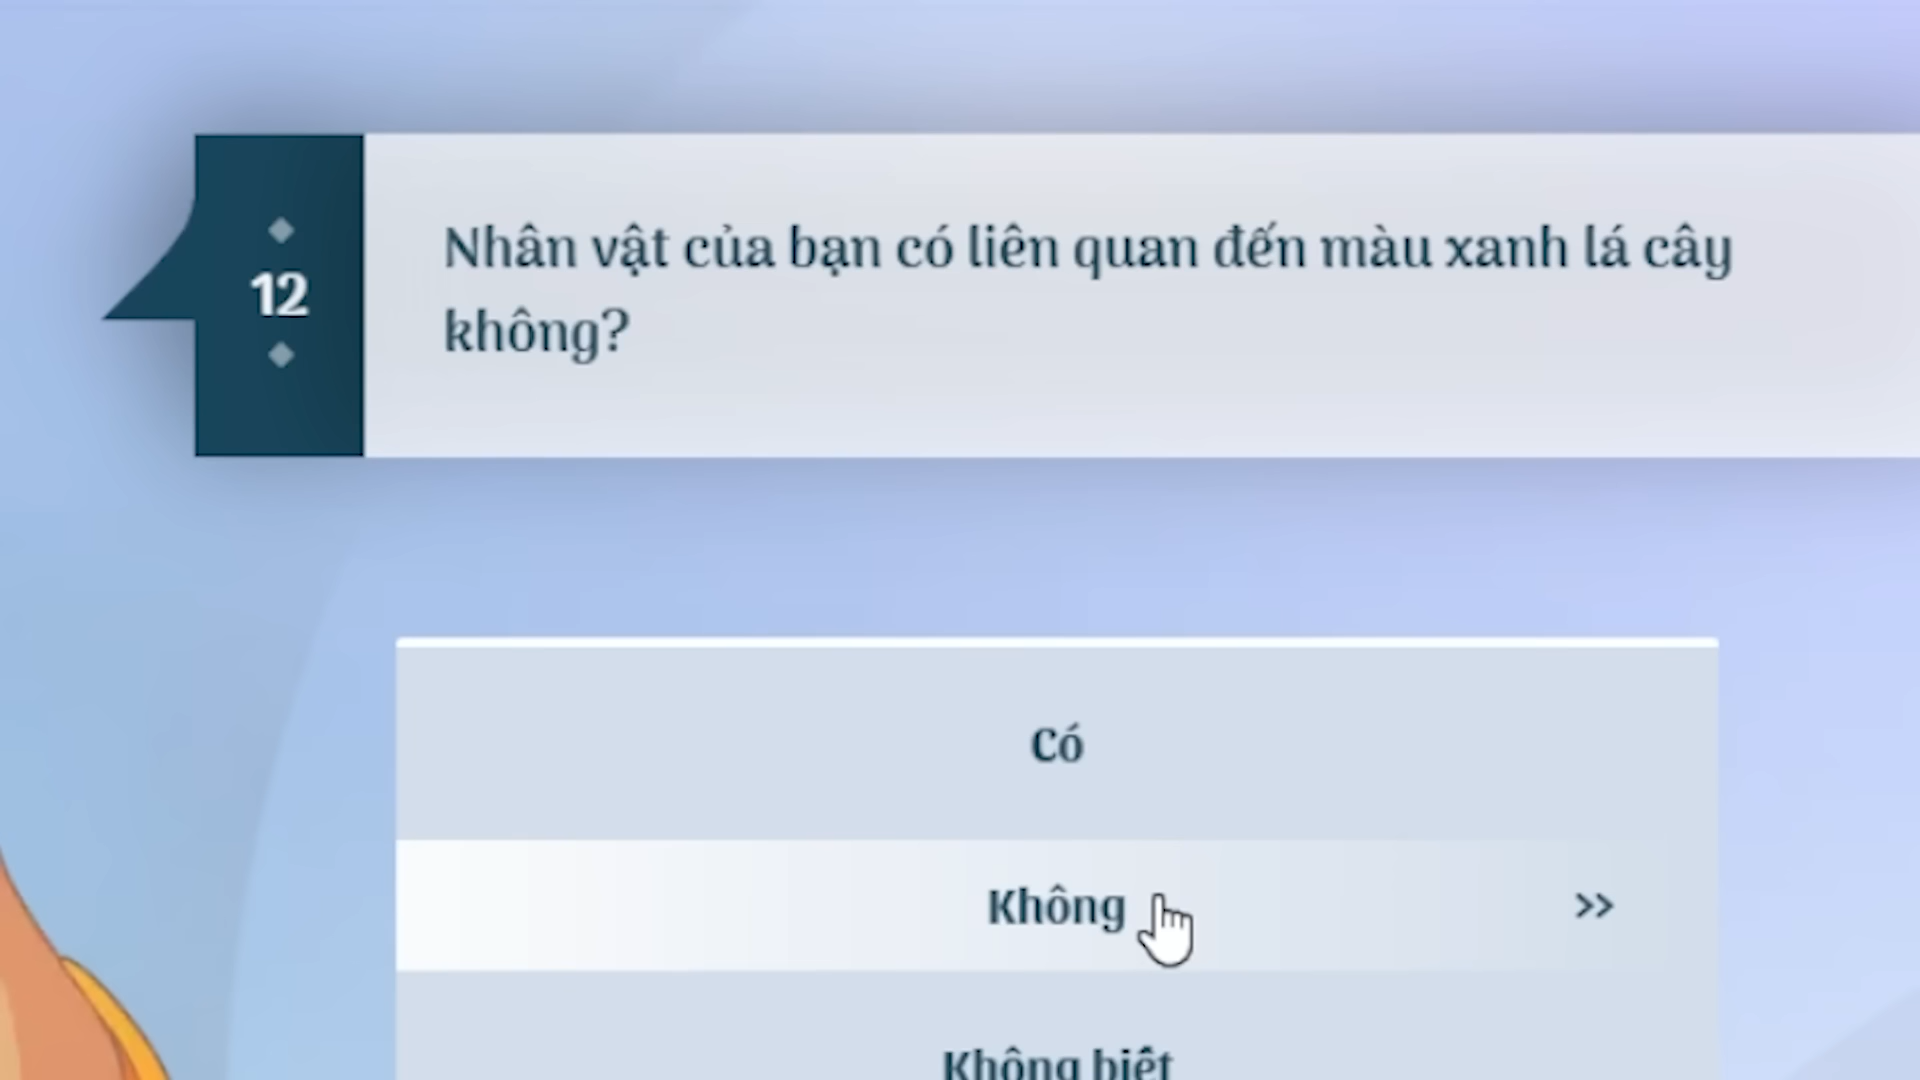 12
Nhân vật của bạn có liên quan đến màu xanh lá cây
không?
Có
Không
>>
Không biết